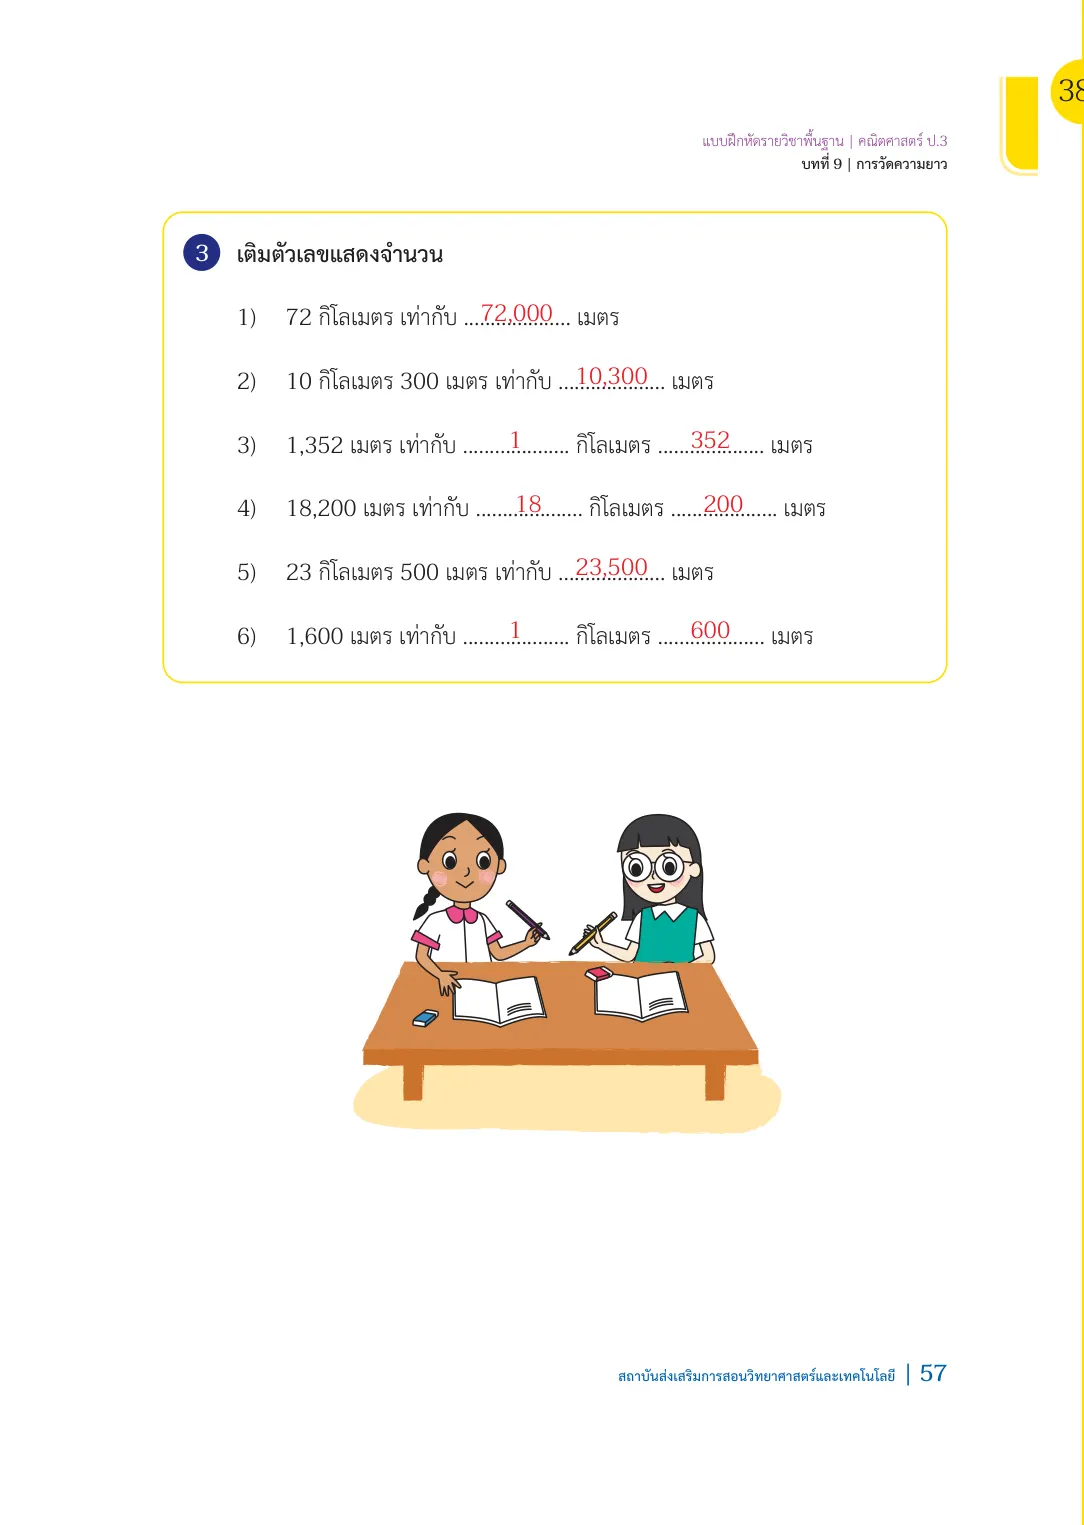 38
แบบฝึกหัดรายวิชาพื้นฐาน | คณิตศาสตร์ ป.3
บทที่ 9 | การวัดความยาว
3 เติมตัวเลขแสดงจำนวน
1) 72 กิโลเมตร เท่ากับ ....72,000.... เมตร
2) 10 กิโลเมตร 300 เมตร เท่ากับ ....10,300.... เมตร
3) 1,352 เมตร เท่ากับ ....1.... กิโลเมตร ....352.... เมตร
4) 18,200 เมตร เท่ากับ ....18.... กิโลเมตร ....200.... เมตร
5) 23 กิโลเมตร 500 เมตร เท่ากับ ....23,500.... เมตร
6) 1,600 เมตร เท่ากับ ....1.... กิโลเมตร ....600.... เมตร
สถาบันส่งเสริมการสอนวิทยาศาสตร์และเทคโนโลยี | 57